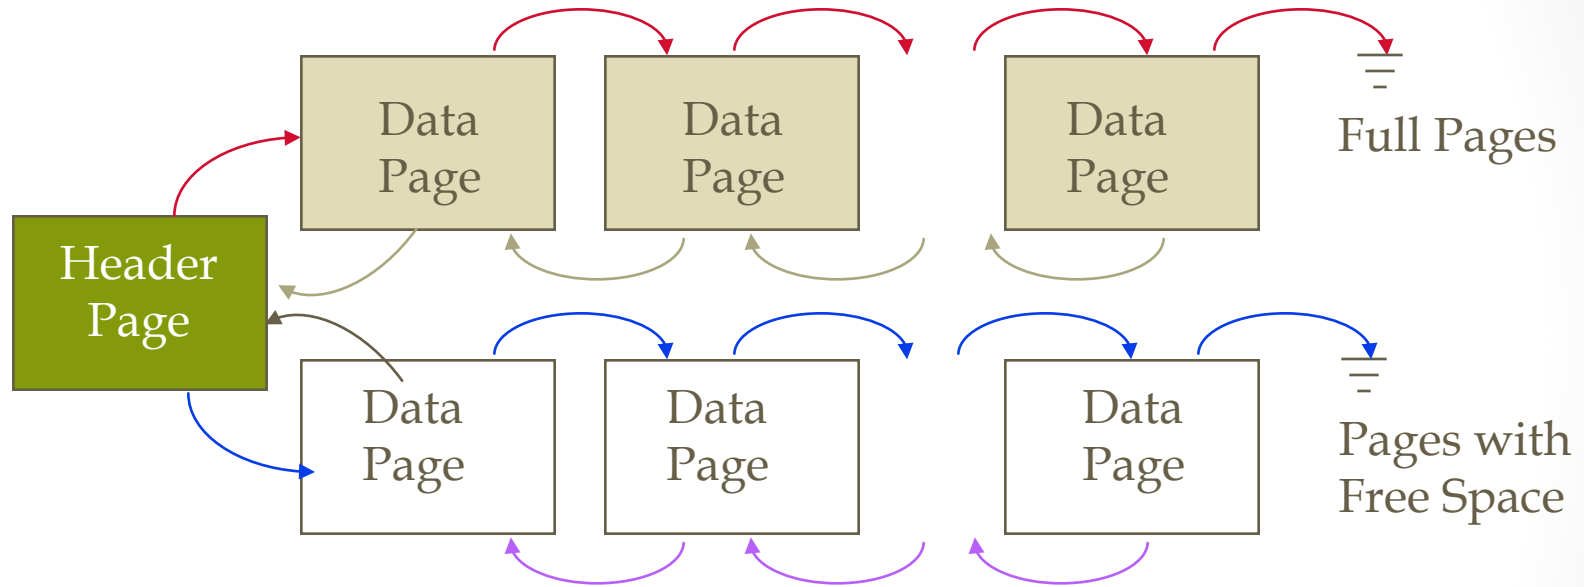 Data
Page
Data
Page
Data
Page
Full Pages
Header
Page
Data
Page
Data
Page
Data
Page
Pages with
Free Space